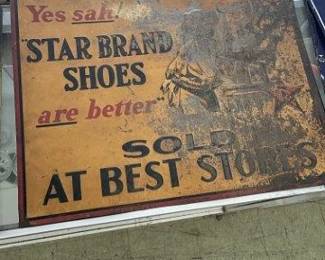 Yes sah!
"STAR BRAND
SHOES
are better"
SOLD
AT BEST STORES